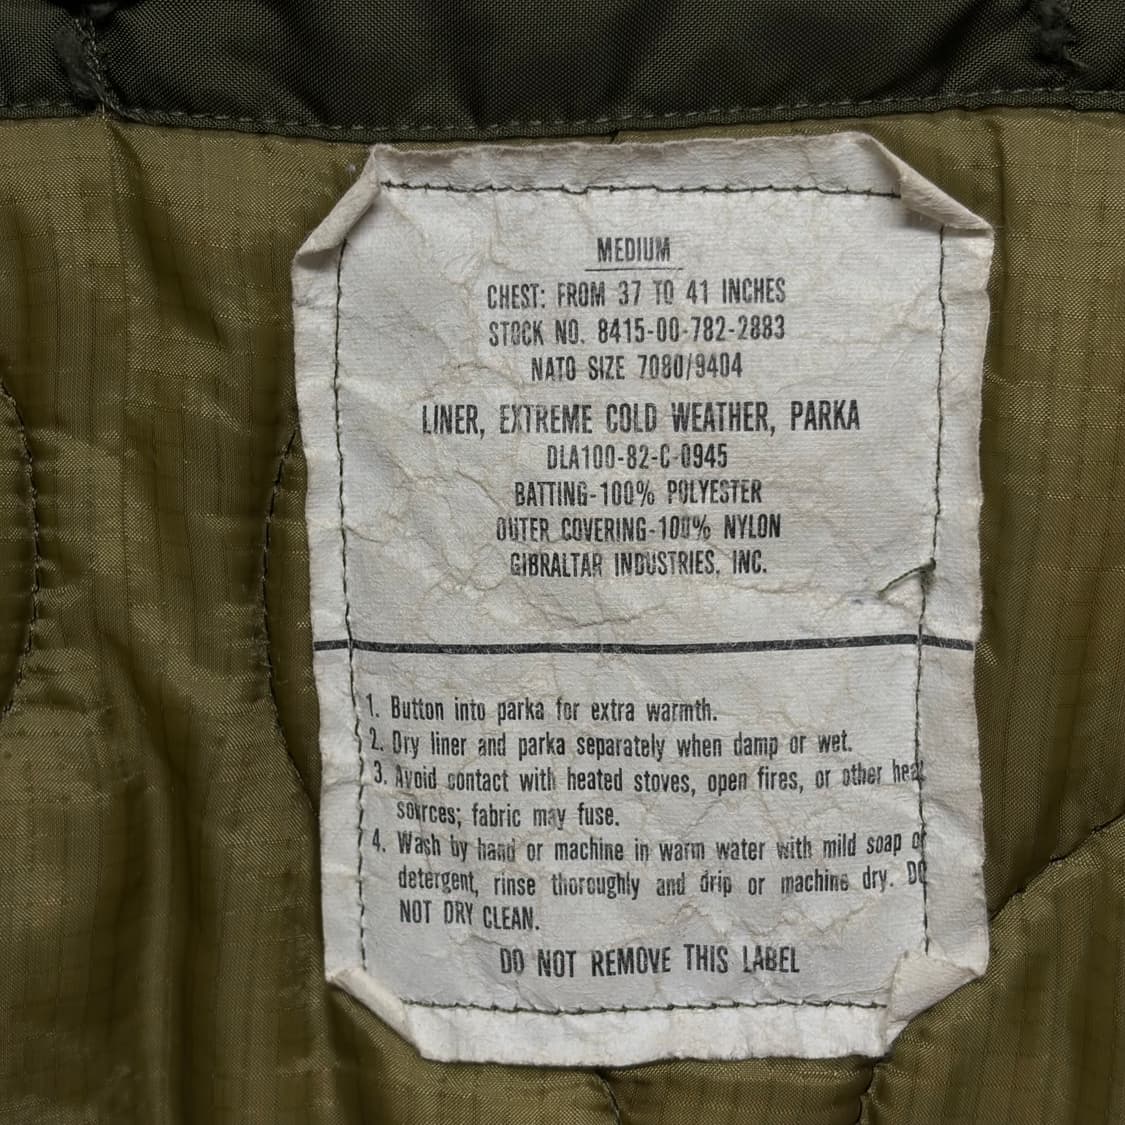 MEDIUM
CHEST: FROM 37 TO 41 INCHES
STOCK NO. 8415-00-782-2883
NATO SIZE 7080/9404
LINER, EXTREME COLD WEATHER, PARKA
DLA100-82-C-0945
BATTING-100% POLYESTER
OUTER COVERING-100% NYLON
GIBRALTAR INDUSTRIES, INC.
1. Button into parka for extra warmth.
2. Dry liner and parka separately when damp or wet.
3. Avoid contact with heated stoves, open fires, or other heat
sources; fabric may fuse.
4. Wash by hand or machine in warm water with mild soap or
detergent, rinse thoroughly and drip or machine dry. DO
NOT DRY CLEAN.
DO NOT REMOVE THIS LABEL